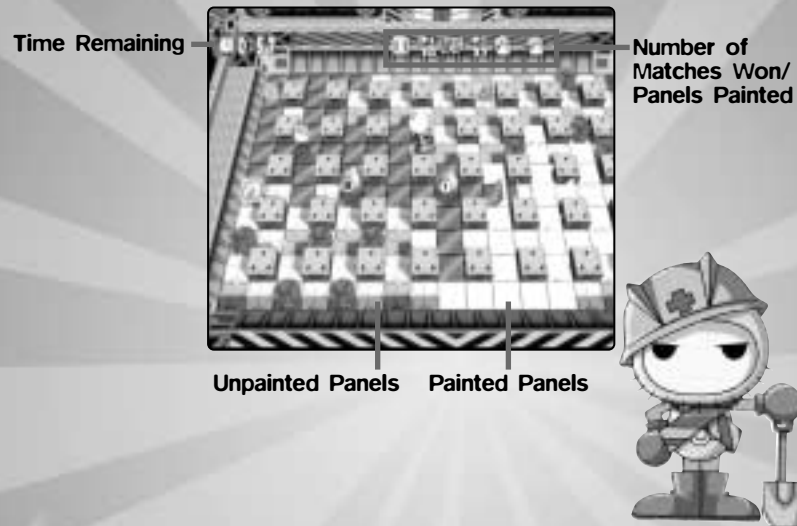 Time Remaining
Number of
Matches Won/
Panels Painted
Unpainted Panels
Painted Panels